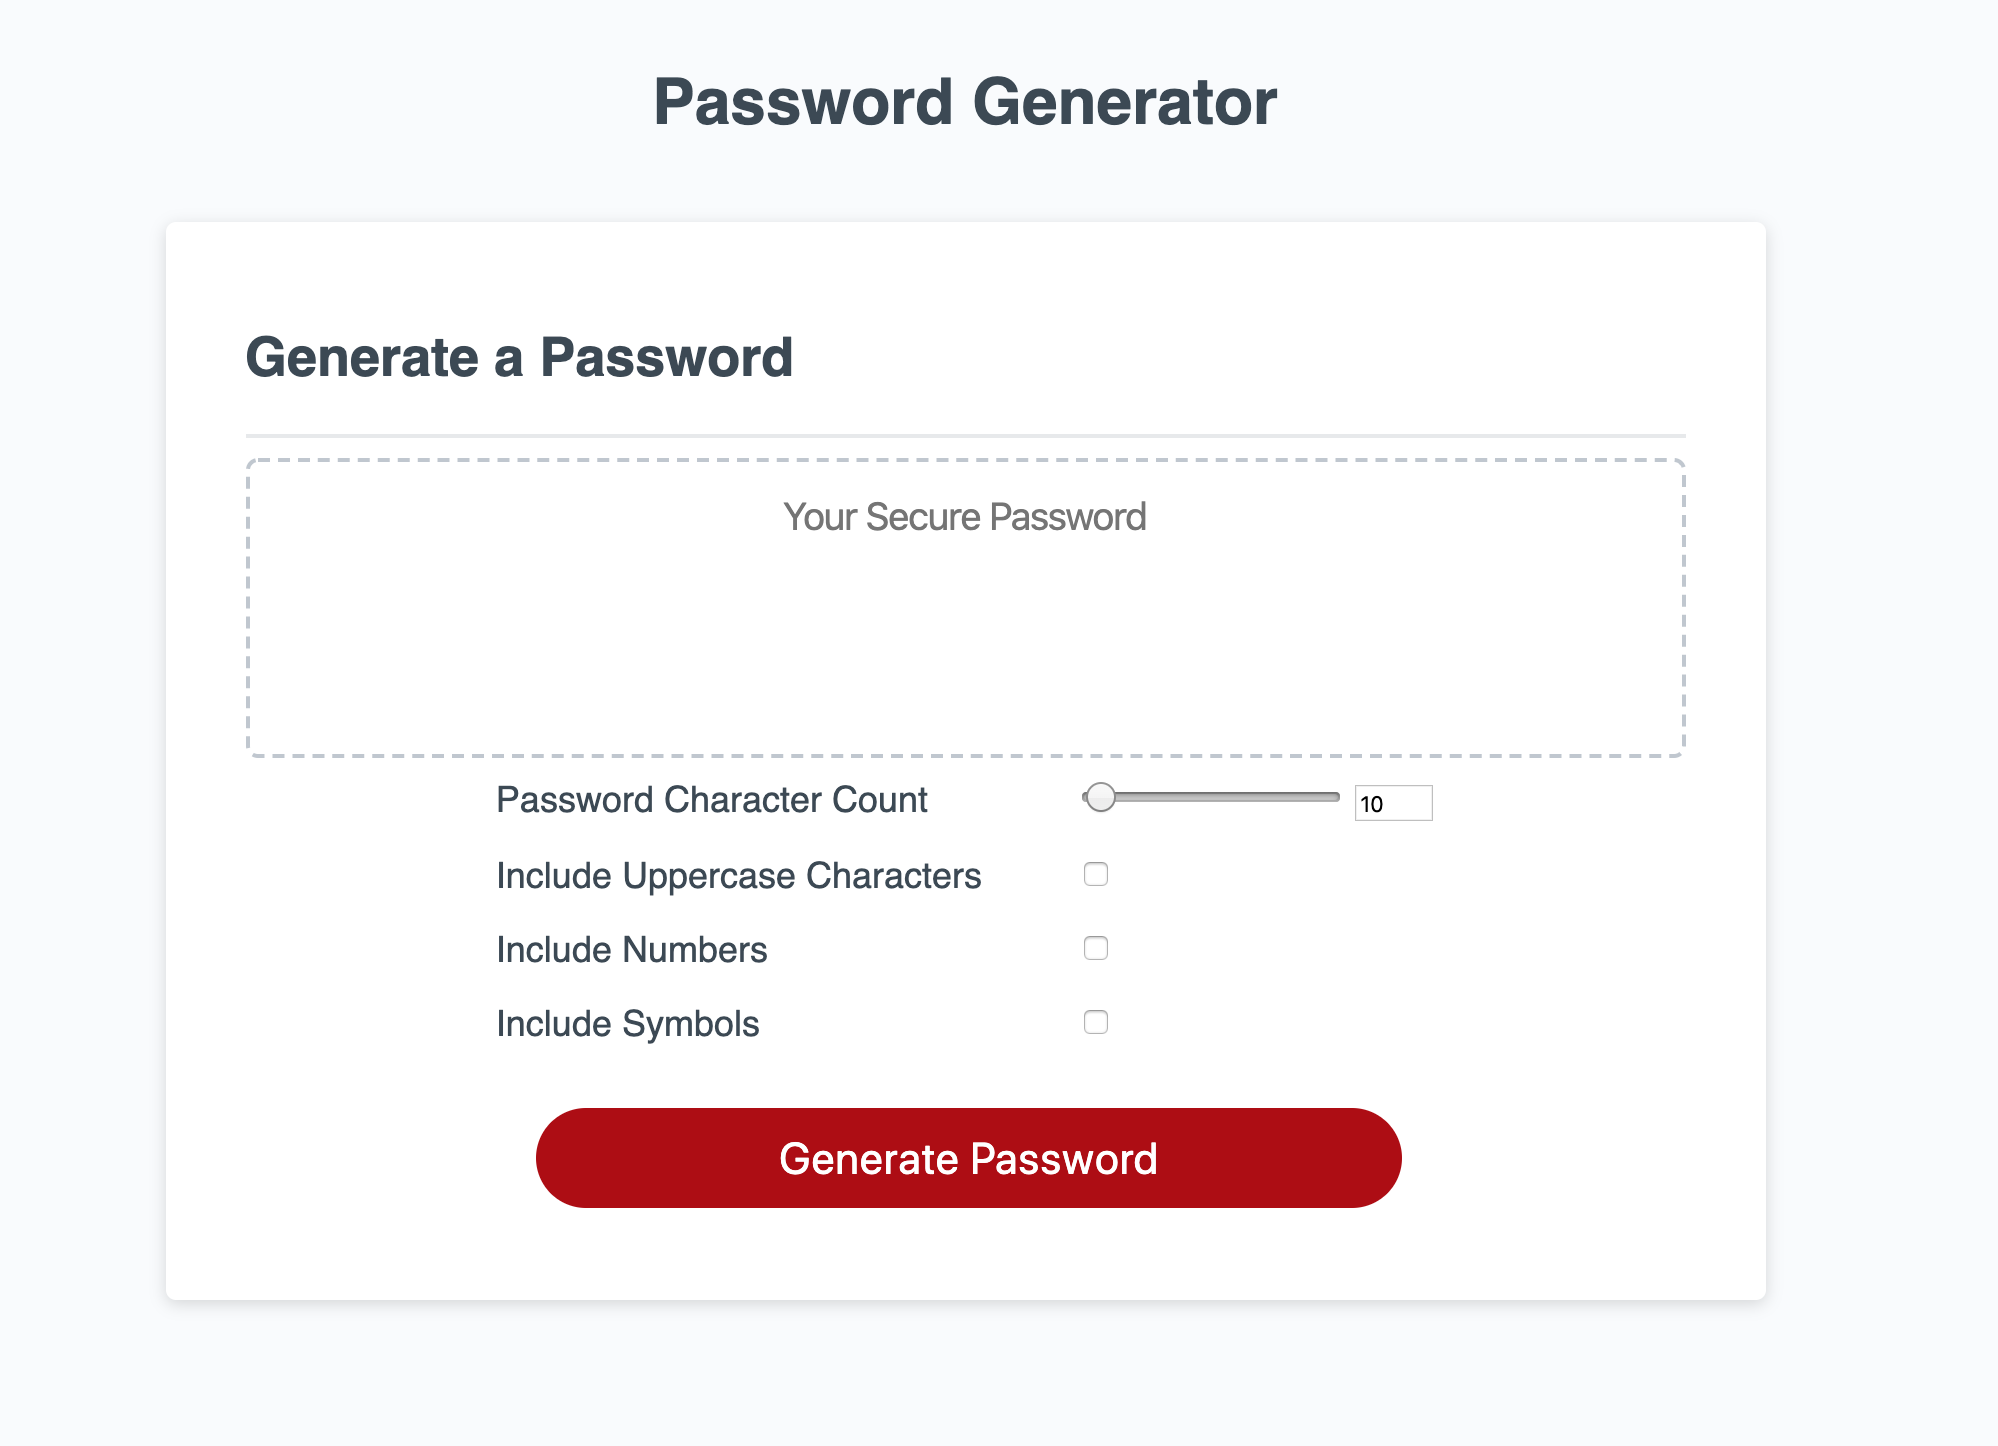 Password Generator
Generate a Password
Your Secure Password
Password Character Count 10
Include Uppercase Characters
Include Numbers
Include Symbols
Generate Password